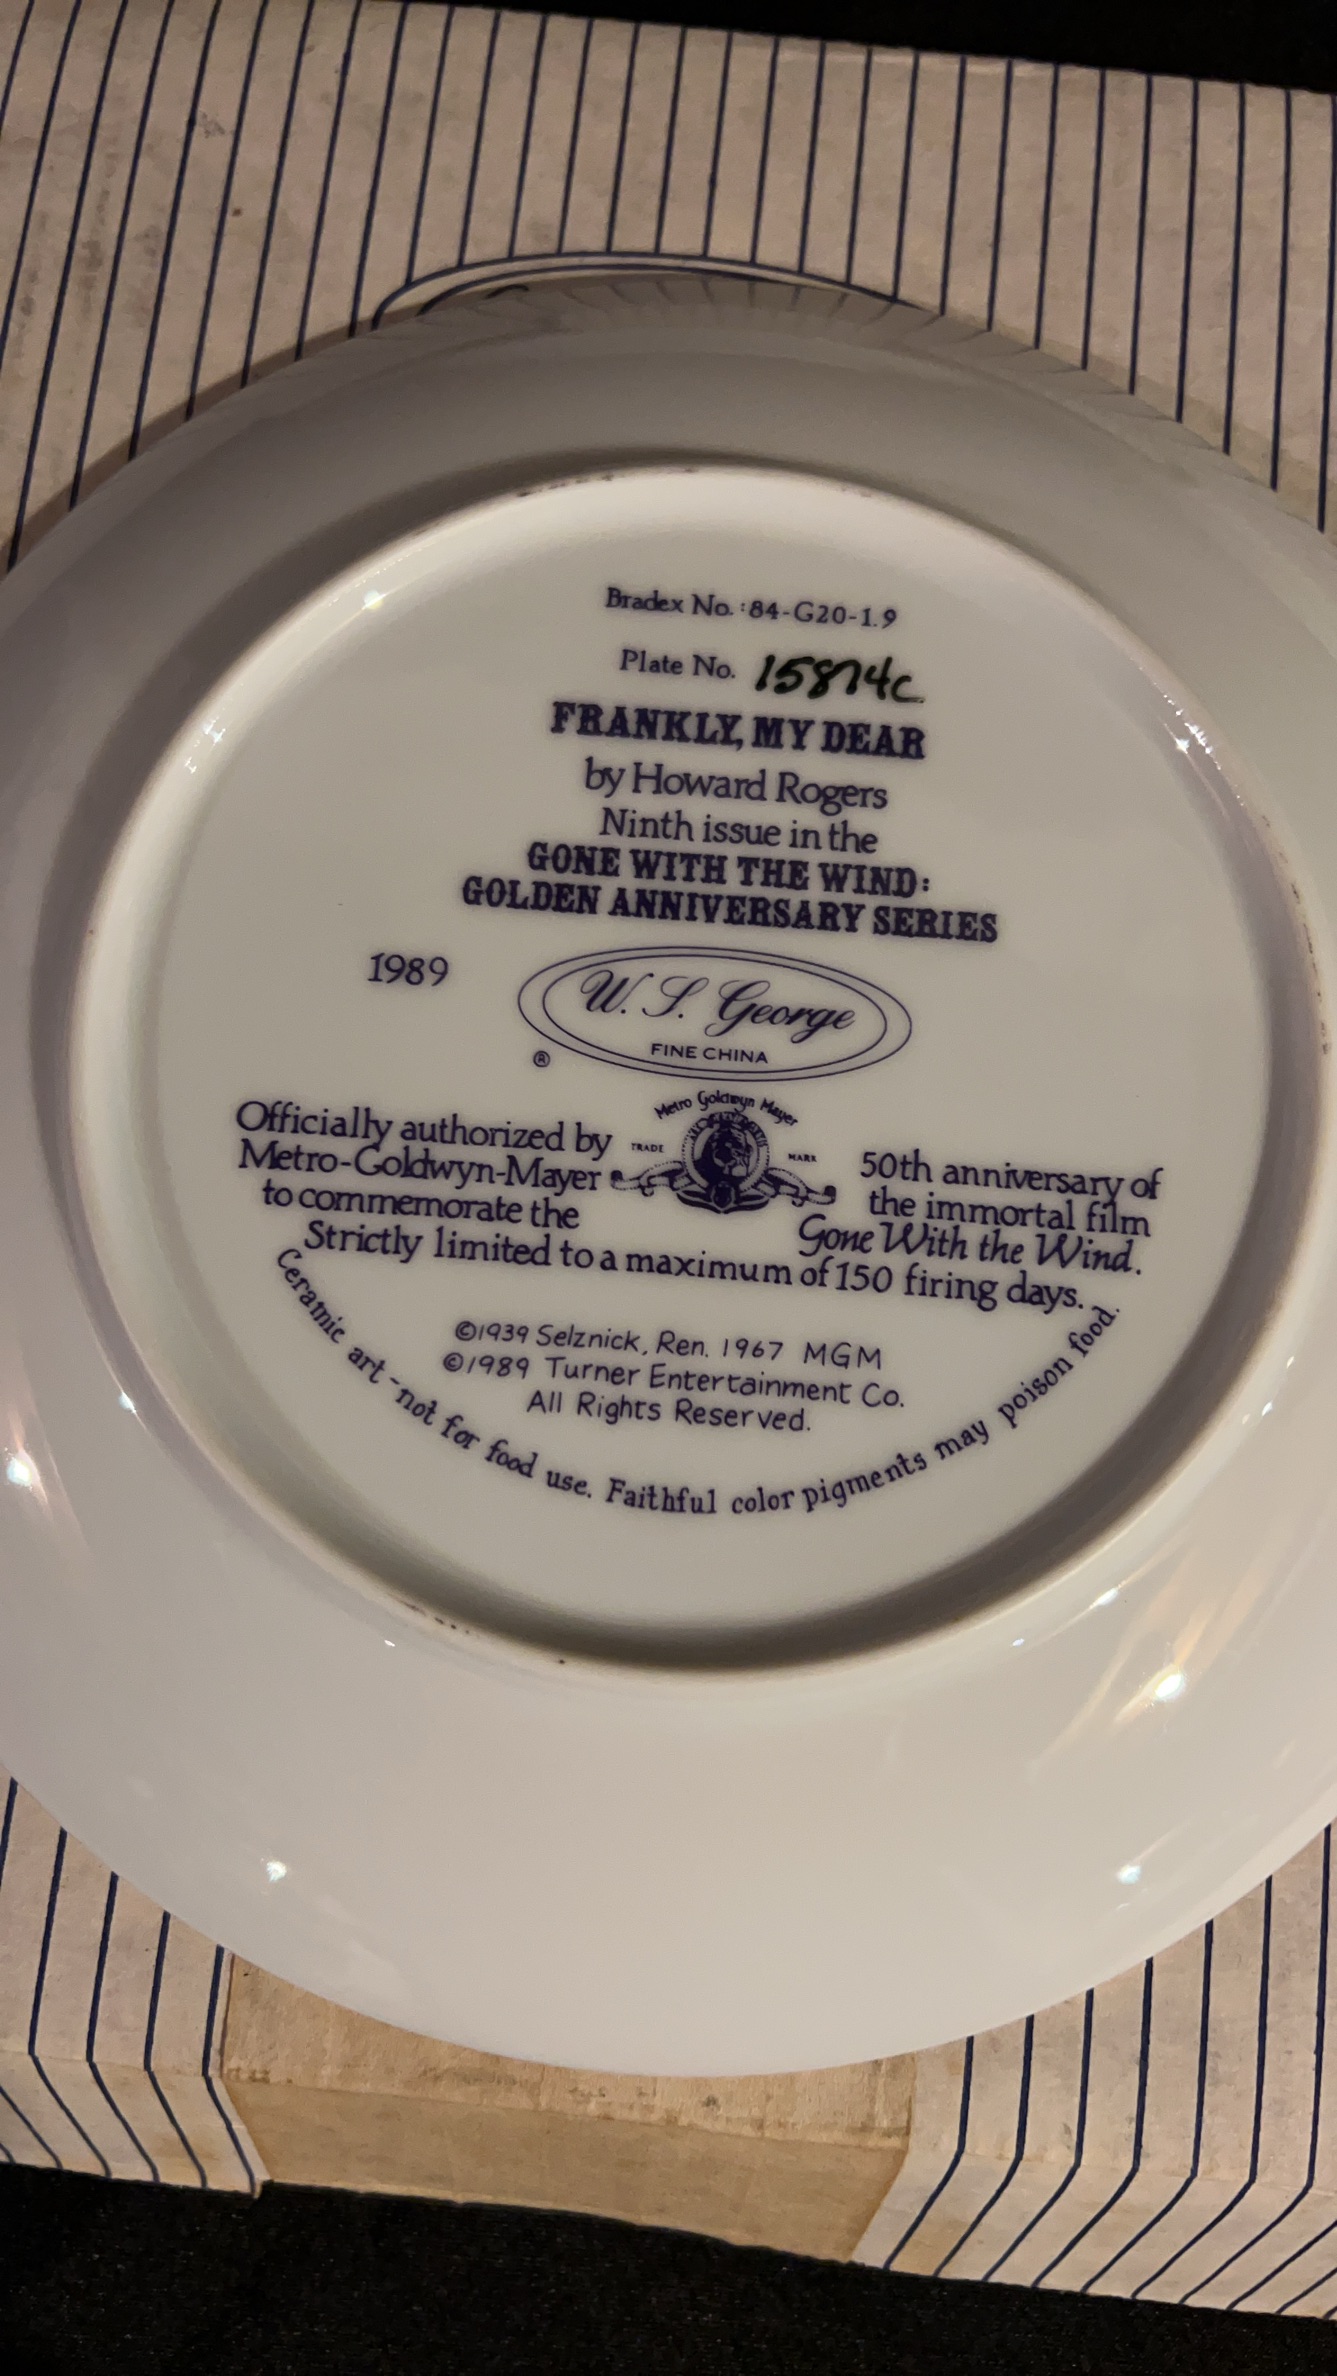 Bradex No.:84-G20-1.9
Plate No. 15874c
FRANKLY, MY DEAR
by Howard Rogers
Ninth issue in the
GONE WITH THE WIND:
GOLDEN ANNIVERSARY SERIES
1989
W. S. George
FINE CHINA
®
Metro Goldwyn Mayer
TRADE MARK
Officially authorized by
Metro-Goldwyn-Mayer
to commemorate the
50th anniversary of
the immortal film
Gone With the Wind.
Strictly limited to a maximum of 150 firing days.
©1939 Selznick, Ren. 1967 MGM
©1989 Turner Entertainment Co.
All Rights Reserved.
Ceramic art - not for food use. Faithful color pigments may poison food.